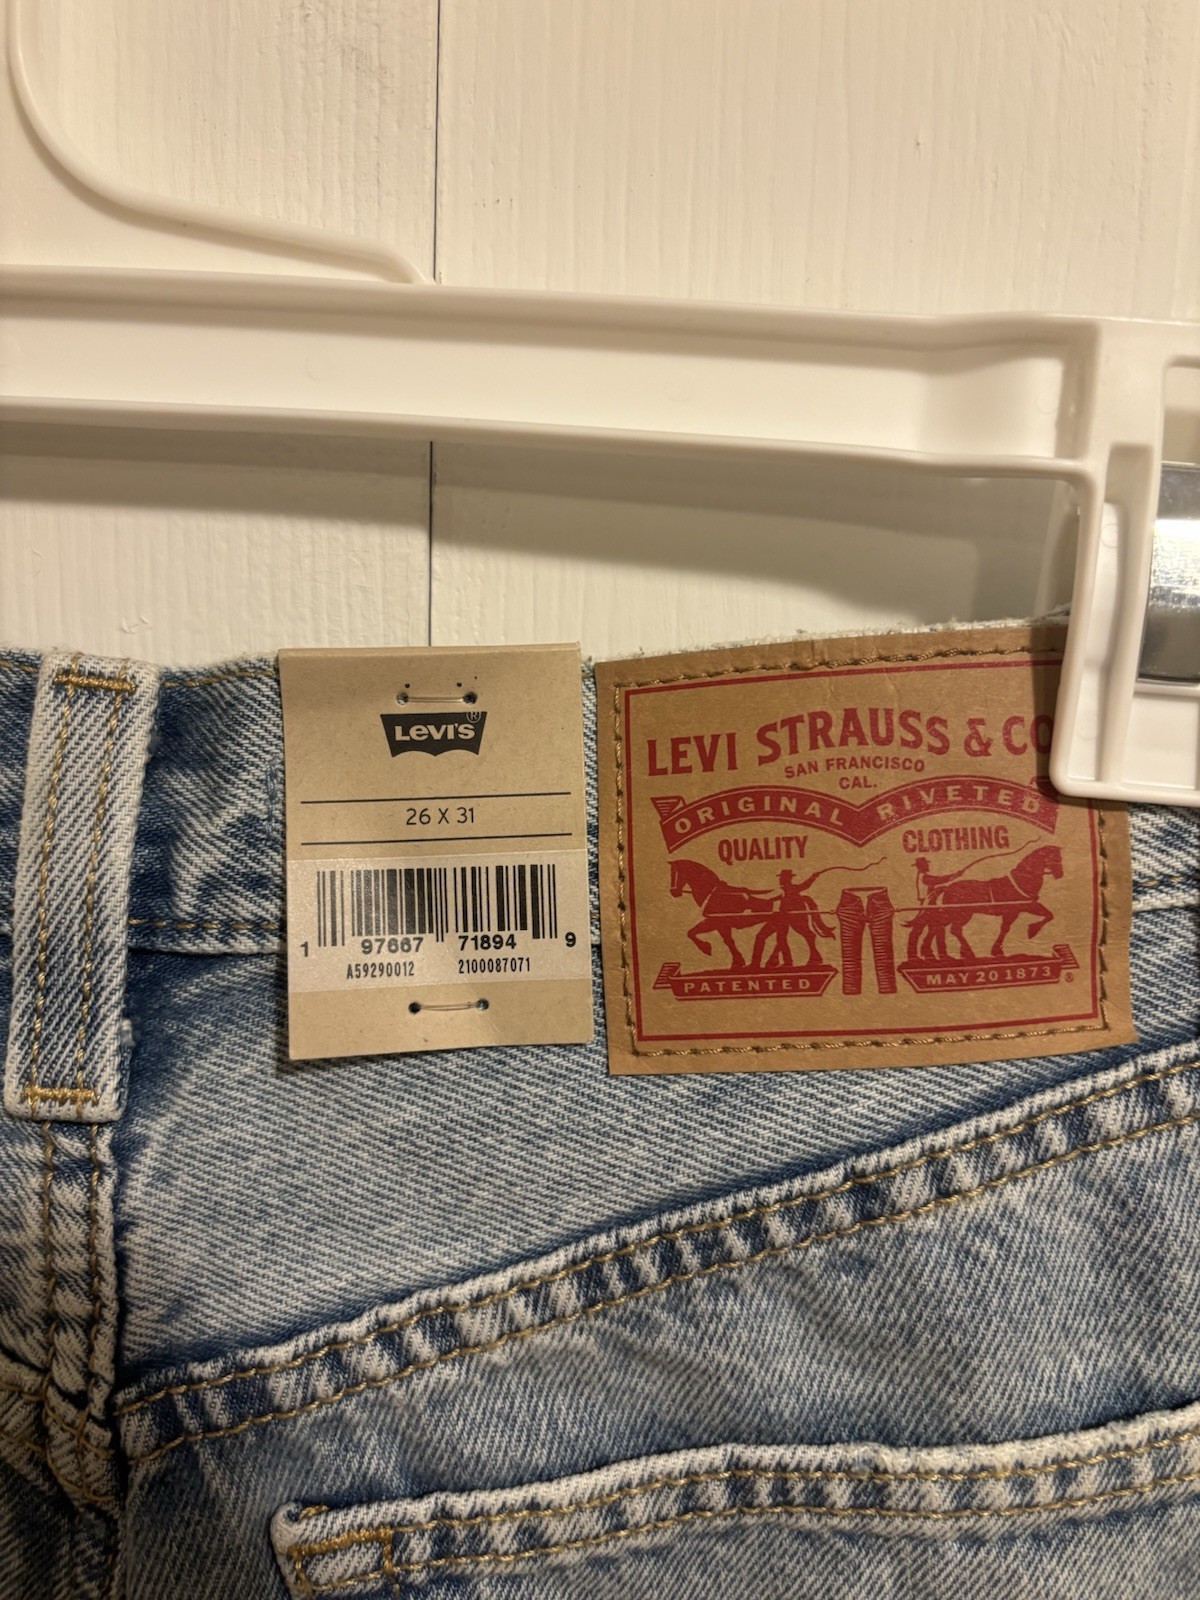 LEVI'S®
26 X 31
1 97667 71894 9
A59290012 2100087071
LEVI STRAUSS & CO
SAN FRANCISCO
CAL.
ORIGINAL RIVETED
QUALITY CLOTHING
PATENTED MAY 20 1873 ®